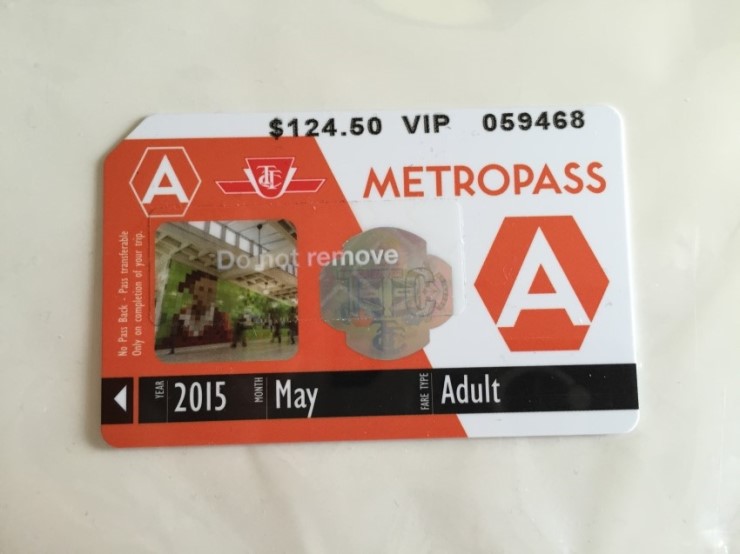 $124.50 VIP 059468
A
TTC
METROPASS
No Pass Back - Pass transferable
Only on completion of your trip.
Do not remove
A
YEAR 2015 MONTH May FARE TYPE Adult